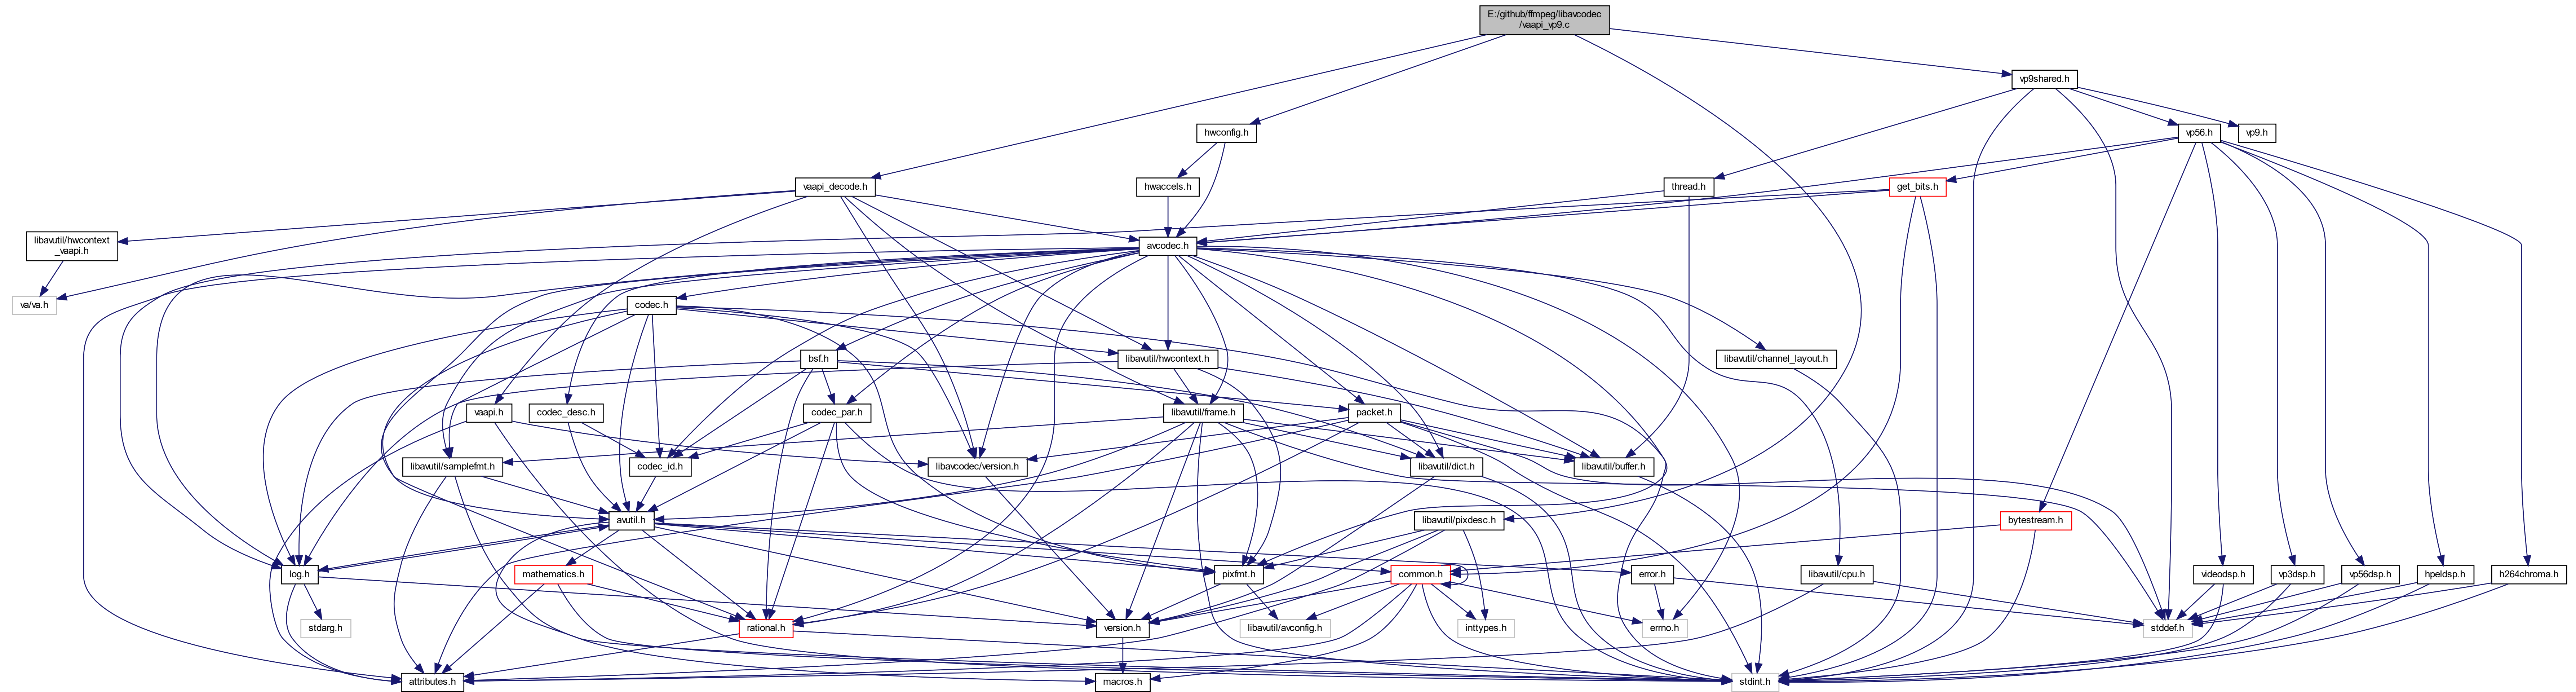 E:/github/ffmpeg/libavcodec
/vaapi_vp9.c
vp9shared.h
hwconfig.h
vp56.h
vp9.h
vaapi_decode.h
hwaccels.h
thread.h
get_bits.h
libavutil/hwcontext
_vaapi.h
avcodec.h
va/va.h
codec.h
bsf.h
libavutil/hwcontext.h
libavutil/channel_layout.h
vaapi.h
codec_desc.h
codec_par.h
libavutil/frame.h
packet.h
libavutil/samplefmt.h
codec_id.h
libavcodec/version.h
libavutil/dict.h
libavutil/buffer.h
avutil.h
libavutil/pixdesc.h
bytestream.h
log.h
mathematics.h
pixfmt.h
common.h
error.h
libavutil/cpu.h
videodsp.h
vp3dsp.h
vp56dsp.h
hpeldsp.h
h264chroma.h
stdarg.h
rational.h
version.h
libavutil/avconfig.h
inttypes.h
errno.h
stddef.h
attributes.h
macros.h
stdint.h